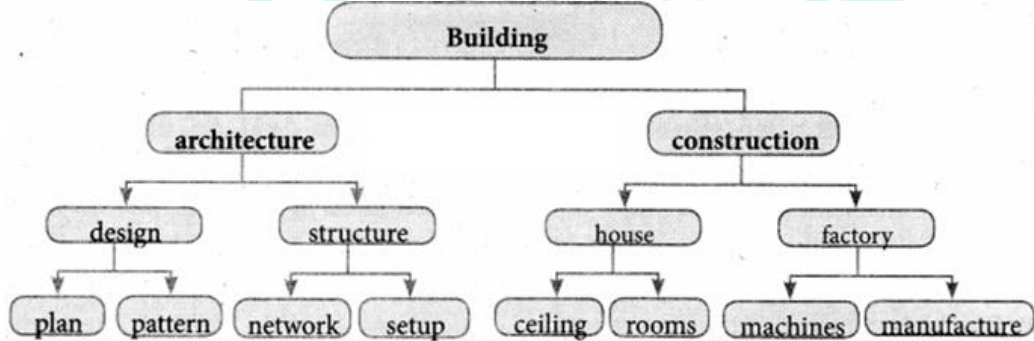 Building
architecture construction
design structure house factory
plan pattern network setup ceiling rooms machines manufacture